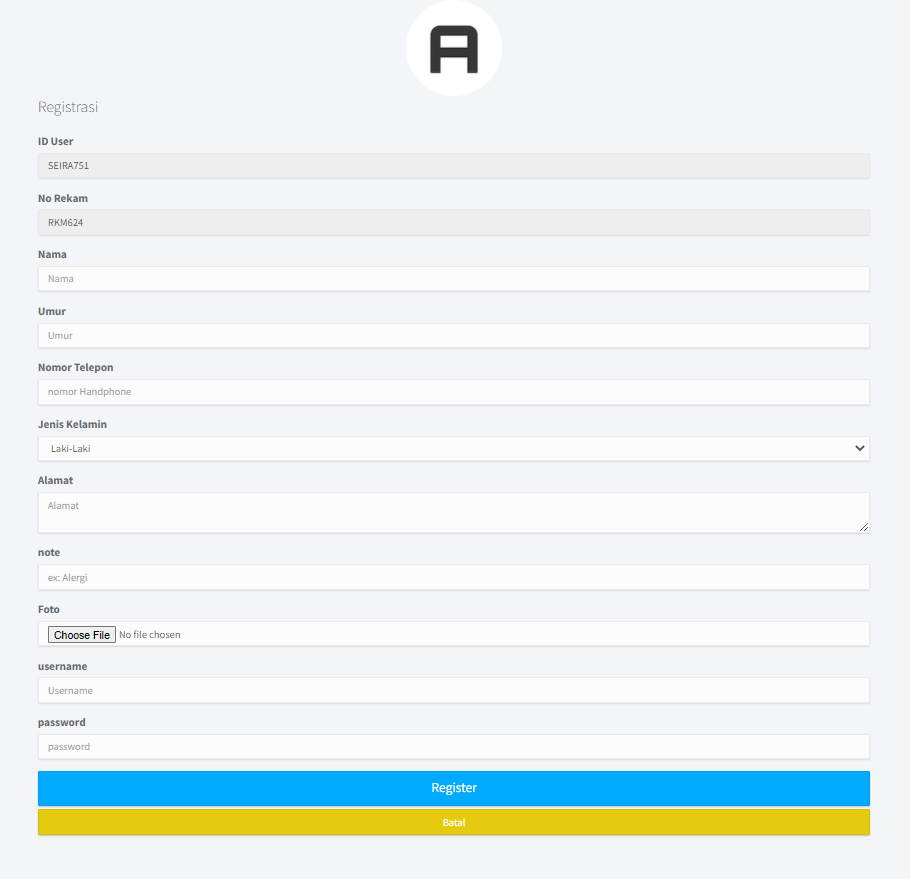 A
Registrasi
ID User
SEIRA751
No Rekam
RKM624
Nama
Nama
Umur
Umur
Nomor Telepon
nomor Handphone
Jenis Kelamin
Laki-Laki
Alamat
Alamat
note
ex: Alergi
Foto
Choose File No file chosen
username
Username
password
password
Register
Batal